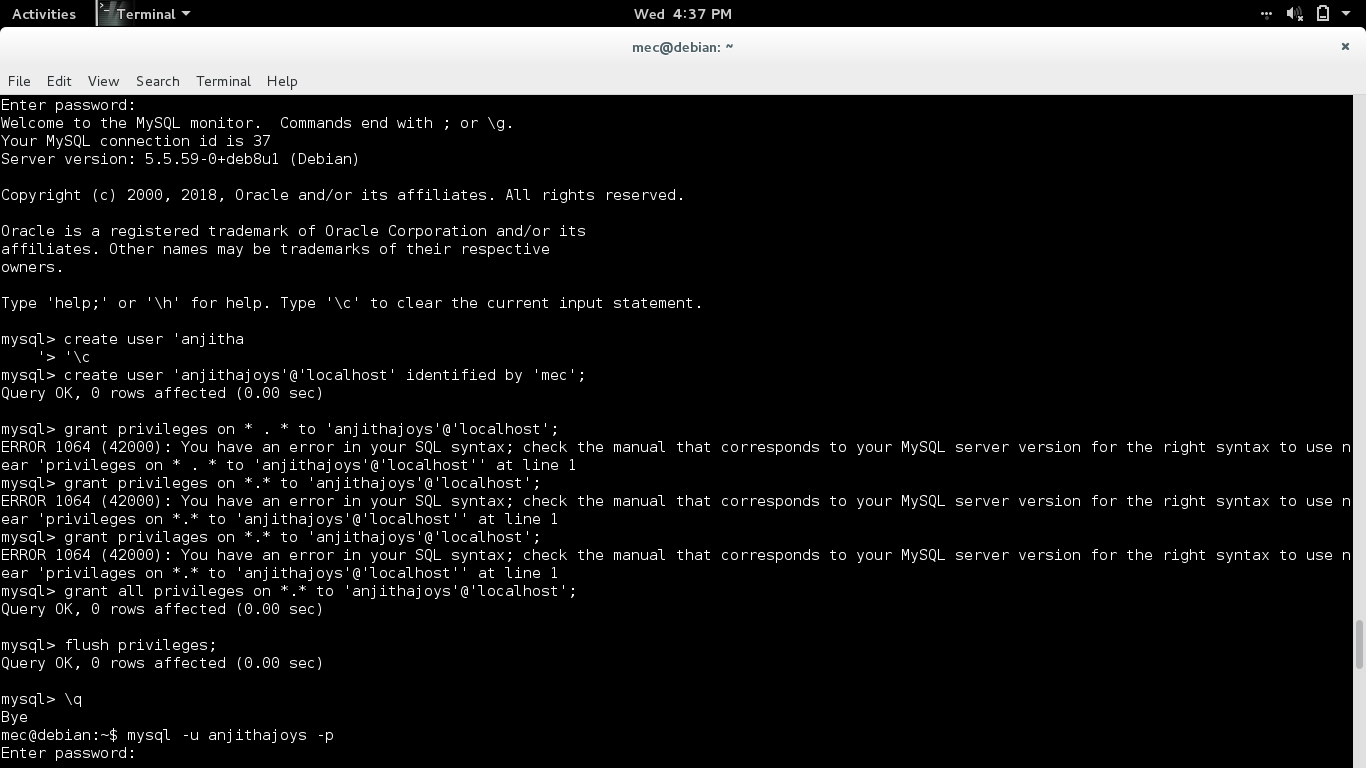 Activities Terminal Wed 4:37 PM
mec@debian: ~ ×
File Edit View Search Terminal Help
Enter password:
Welcome to the MySQL monitor.  Commands end with ; or \g.
Your MySQL connection id is 37
Server version: 5.5.59-0+deb8u1 (Debian)
Copyright (c) 2000, 2018, Oracle and/or its affiliates. All rights reserved.
Oracle is a registered trademark of Oracle Corporation and/or its
affiliates. Other names may be trademarks of their respective
owners.
Type 'help;' or '\h' for help. Type '\c' to clear the current input statement.
mysql> create user 'anjitha
    '> '\c
mysql> create user 'anjithajoys'@'localhost' identified by 'mec';
Query OK, 0 rows affected (0.00 sec)
mysql> grant privileges on * . * to 'anjithajoys'@'localhost';
ERROR 1064 (42000): You have an error in your SQL syntax; check the manual that corresponds to your MySQL server version for the right syntax to use n
ear 'privileges on * . * to 'anjithajoys'@'localhost'' at line 1
mysql> grant privileges on *.* to 'anjithajoys'@'localhost';
ERROR 1064 (42000): You have an error in your SQL syntax; check the manual that corresponds to your MySQL server version for the right syntax to use n
ear 'privileges on *.* to 'anjithajoys'@'localhost'' at line 1
mysql> grant privilages on *.* to 'anjithajoys'@'localhost';
ERROR 1064 (42000): You have an error in your SQL syntax; check the manual that corresponds to your MySQL server version for the right syntax to use n
ear 'privilages on *.* to 'anjithajoys'@'localhost'' at line 1
mysql> grant all privileges on *.* to 'anjithajoys'@'localhost';
Query OK, 0 rows affected (0.00 sec)
mysql> flush privileges;
Query OK, 0 rows affected (0.00 sec)
mysql> \q
Bye
mec@debian:~$ mysql -u anjithajoys -p
Enter password: